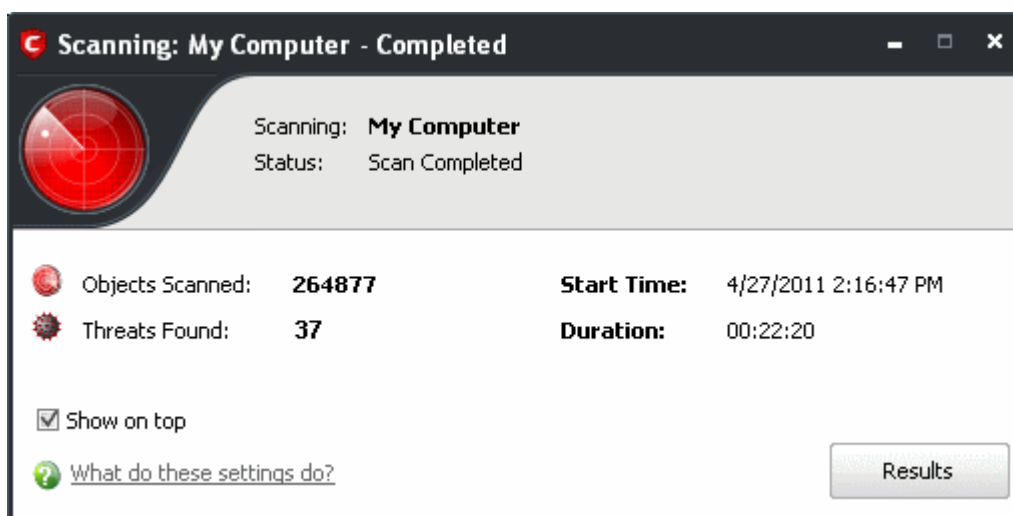 Scanning: My Computer - Completed
Scanning: My Computer
Status: Scan Completed
Objects Scanned: 264877 Start Time: 4/27/2011 2:16:47 PM
Threats Found: 37 Duration: 00:22:20
Show on top
What do these settings do?
Results